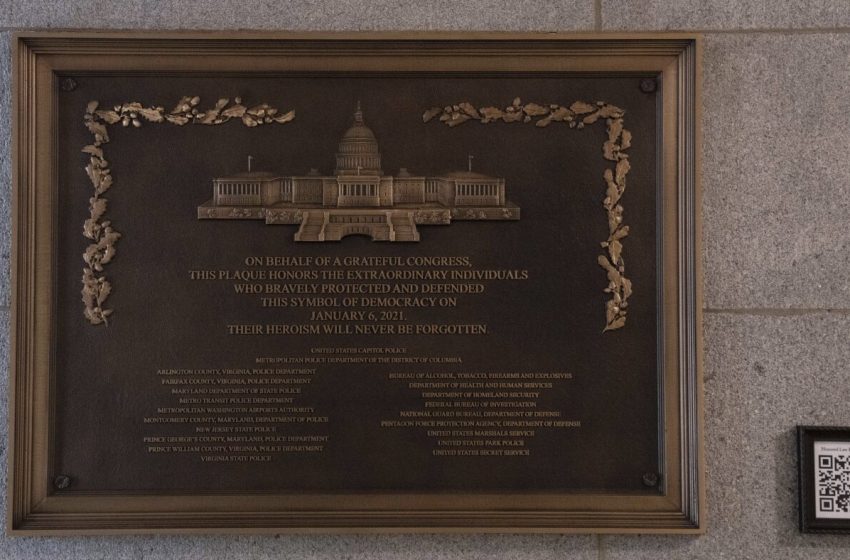 ON BEHALF OF A GRATEFUL CONGRESS,
THIS PLAQUE HONORS THE EXTRAORDINARY INDIVIDUALS
WHO BRAVELY PROTECTED AND DEFENDED
THIS SYMBOL OF DEMOCRACY ON
JANUARY 6, 2021.
THEIR HEROISM WILL NEVER BE FORGOTTEN.
UNITED STATES CAPITOL POLICE
METROPOLITAN POLICE DEPARTMENT OF THE DISTRICT OF COLUMBIA
ARLINGTON COUNTY, VIRGINIA, POLICE DEPARTMENT
FAIRFAX COUNTY, VIRGINIA, POLICE DEPARTMENT
MARYLAND DEPARTMENT OF STATE POLICE
METRO TRANSIT POLICE DEPARTMENT
METROPOLITAN WASHINGTON AIRPORTS AUTHORITY
MONTGOMERY COUNTY, MARYLAND, DEPARTMENT OF POLICE
NEW JERSEY STATE POLICE
PRINCE GEORGE'S COUNTY, MARYLAND, POLICE DEPARTMENT
PRINCE WILLIAM COUNTY, VIRGINIA, POLICE DEPARTMENT
VIRGINIA STATE POLICE
BUREAU OF ALCOHOL, TOBACCO, FIREARMS AND EXPLOSIVES
DEPARTMENT OF HEALTH AND HUMAN SERVICES
DEPARTMENT OF HOMELAND SECURITY
FEDERAL BUREAU OF INVESTIGATION
NATIONAL GUARD BUREAU, DEPARTMENT OF DEFENSE
PENTAGON FORCE PROTECTION AGENCY, DEPARTMENT OF DEFENSE
UNITED STATES MARSHALS SERVICE
UNITED STATES PARK POLICE
UNITED STATES SECRET SERVICE